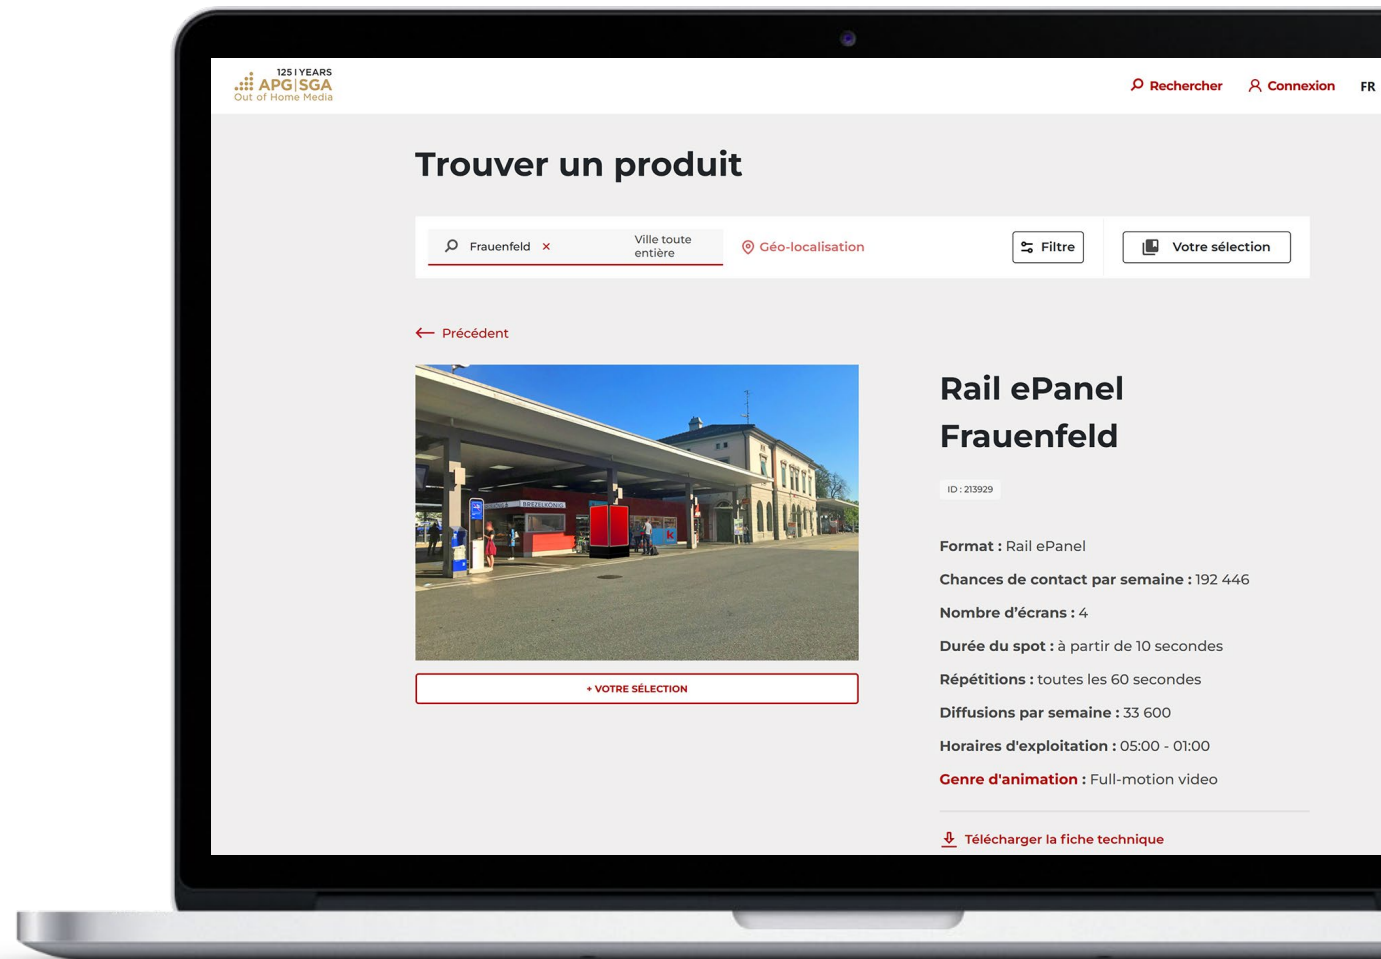 125 I YEARS
APG|SGA
Out of Home Media
Rechercher
Connexion
FR
Trouver un produit
Frauenfeld ×
Ville toute
entière
Géo-localisation
Filtre
Votre sélection
← Précédent
BREZELKÖNIG
K
+ VOTRE SÉLECTION
Rail ePanel
Frauenfeld
ID : 213929
Format : Rail ePanel
Chances de contact par semaine : 192 446
Nombre d’écrans : 4
Durée du spot : à partir de 10 secondes
Répétitions : toutes les 60 secondes
Diffusions par semaine : 33 600
Horaires d'exploitation : 05:00 - 01:00
Genre d'animation : Full-motion video
Télécharger la fiche technique